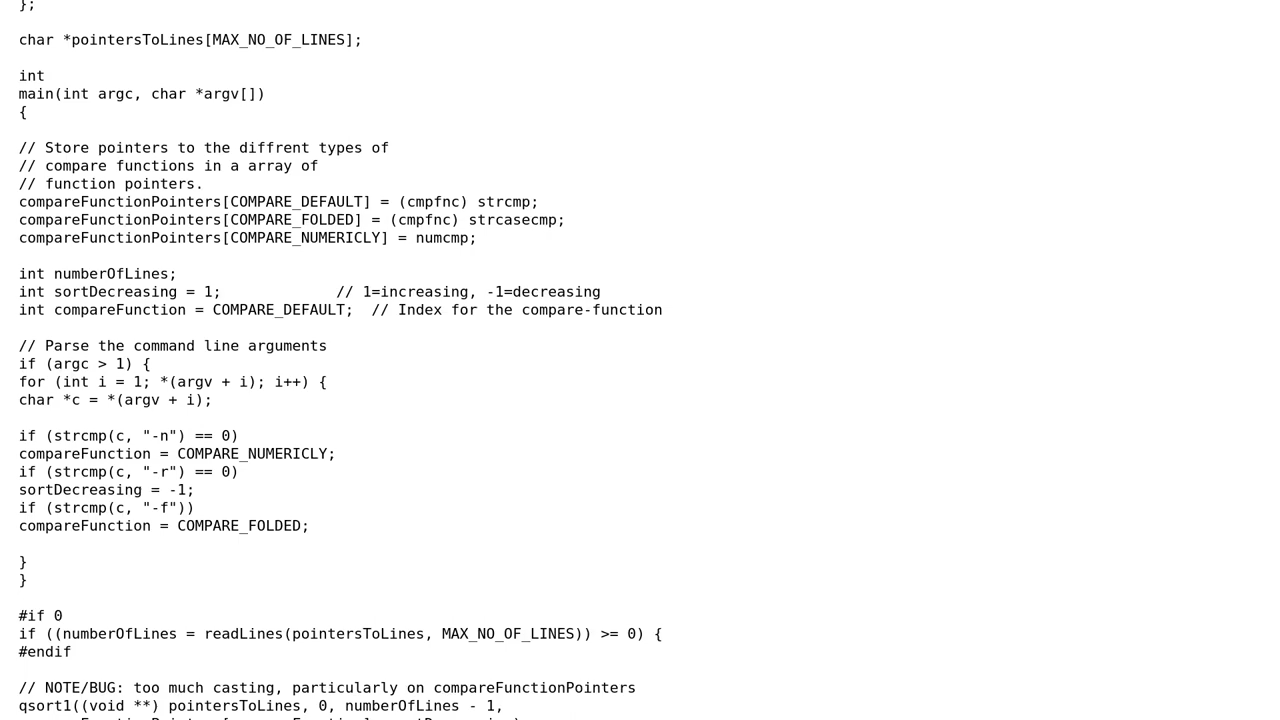 };
char *pointersToLines[MAX_NO_OF_LINES];
int
main(int argc, char *argv[])
{
// Store pointers to the diffrent types of
// compare functions in a array of
// function pointers.
compareFunctionPointers[COMPARE_DEFAULT] = (cmpfnc) strcmp;
compareFunctionPointers[COMPARE_FOLDED] = (cmpfnc) strcasecmp;
compareFunctionPointers[COMPARE_NUMERICLY] = numcmp;
int numberOfLines;
int sortDecreasing = 1;             // 1=increasing, -1=decreasing
int compareFunction = COMPARE_DEFAULT;  // Index for the compare-function
// Parse the command line arguments
if (argc > 1) {
for (int i = 1; *(argv + i); i++) {
char *c = *(argv + i);
if (strcmp(c, "-n") == 0)
compareFunction = COMPARE_NUMERICLY;
if (strcmp(c, "-r") == 0)
sortDecreasing = -1;
if (strcmp(c, "-f"))
compareFunction = COMPARE_FOLDED;
}
}
#if 0
if ((numberOfLines = readLines(pointersToLines, MAX_NO_OF_LINES)) >= 0) {
#endif
// NOTE/BUG: too much casting, particularly on compareFunctionPointers
qsort1((void **) pointersToLines, 0, numberOfLines - 1,